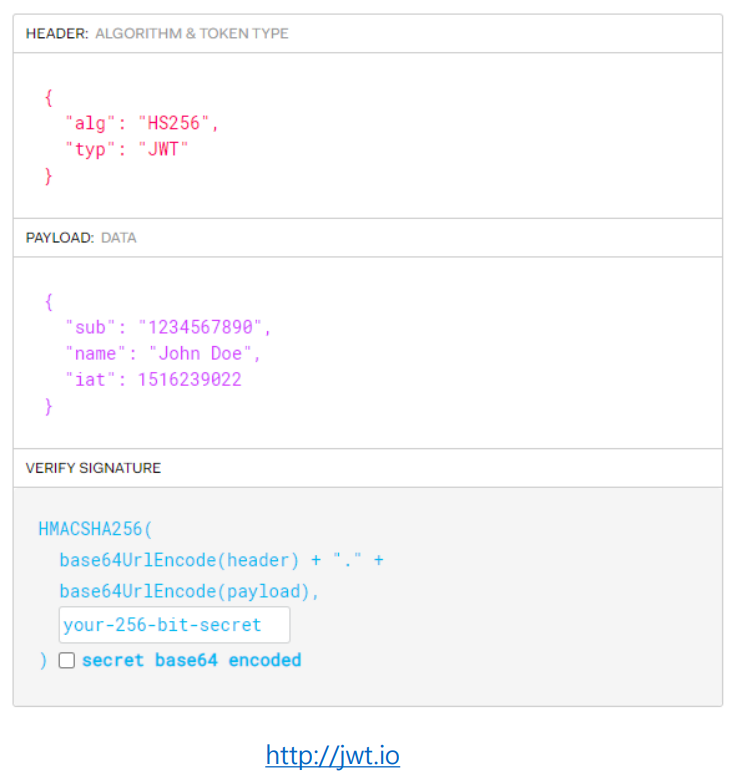 HEADER: ALGORITHM & TOKEN TYPE
{
"alg": "HS256",
"typ": "JWT"
}
PAYLOAD: DATA
{
"sub": "1234567890",
"name": "John Doe",
"iat": 1516239022
}
VERIFY SIGNATURE
HMACSHA256(
base64UrlEncode(header) + "." +
base64UrlEncode(payload),
your-256-bit-secret
) secret base64 encoded
http://jwt.io